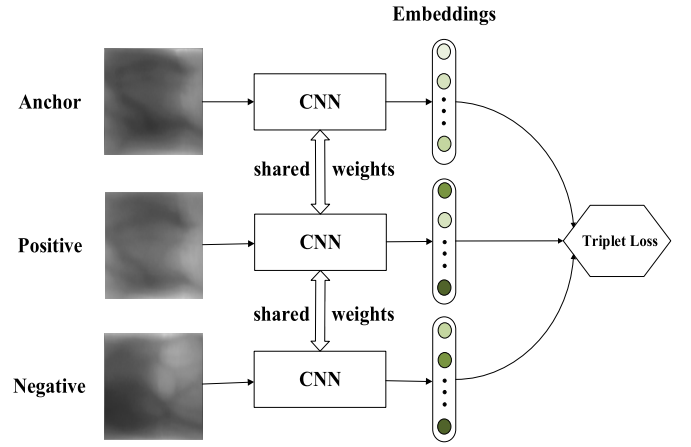 Embeddings
Anchor
CNN
shared weights
Positive
CNN
Triplet Loss
shared weights
Negative
CNN